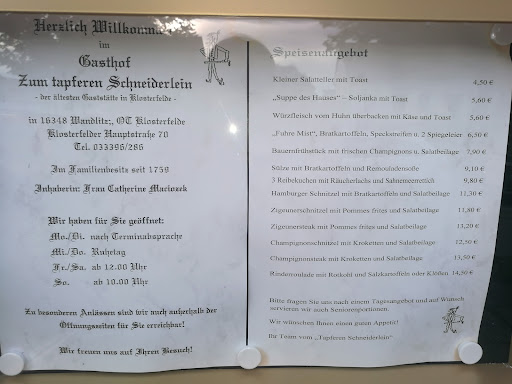 Herzlich Willkommen
im
Gasthof
Zum tapferen Schneiderlein
- der ältesten Gaststätte in Klosterfelde -
in 16348 Wandlitz, OT Klosterfelde
Klosterfelder Hauptstraße 70
Tel. 033396/286
Im Familienbesitz seit 1759
Inhaberin: Frau Catherine Maciozek
Wir haben für Sie geöffnet:
Mo./Di. nach Terminabsprache
Mi./Do. Ruhetag
Fr./Sa. ab 12.00 Uhr
So. ab 10.00 Uhr
Zu besonderen Anlässen sind wir auch außerhalb der
Öffnungszeiten für Sie erreichbar!
Wir freuen uns auf Ihren Besuch!
Speisenangebot
Kleiner Salatteller mit Toast 4,50 €
„Suppe des Hauses“ – Soljanka mit Toast 5,60 €
Würzfleisch vom Huhn überbacken mit Käse und Toast 5,60 €
„Fuhre Mist“, Bratkartoffeln, Speckstreifen u. 2 Spiegeleier 6,50 €
Bauernfrühstück mit frischen Champignons u. Salatbeilage 7,90 €
Sülze mit Bratkartoffeln und Remouladensoße 9,10 €
3 Reibekuchen mit Räucherlachs und Sahnemeerrettich 9,80 €
Hamburger Schnitzel mit Bratkartoffeln und Salatbeilage 11,30 €
Zigeunerschnitzel mit Pommes frites und Salatbeilage 11,80 €
Zigeunersteak mit Pommes frites und Salatbeilage 13,20 €
Champignonschnitzel mit Kroketten und Salatbeilage 12,50 €
Champignonsteak mit Kroketten und Salatbeilage 13,50 €
Rinderroulade mit Rotkohl und Salzkartoffeln oder Klößen 14,50 €
Bitte fragen Sie uns nach einem Tagesangebot und auf Wunsch
servieren wir auch Seniorenportionen.
Wir wünschen Ihnen einen guten Appetit!
Ihr Team vom „Tapferen Schneiderlein“